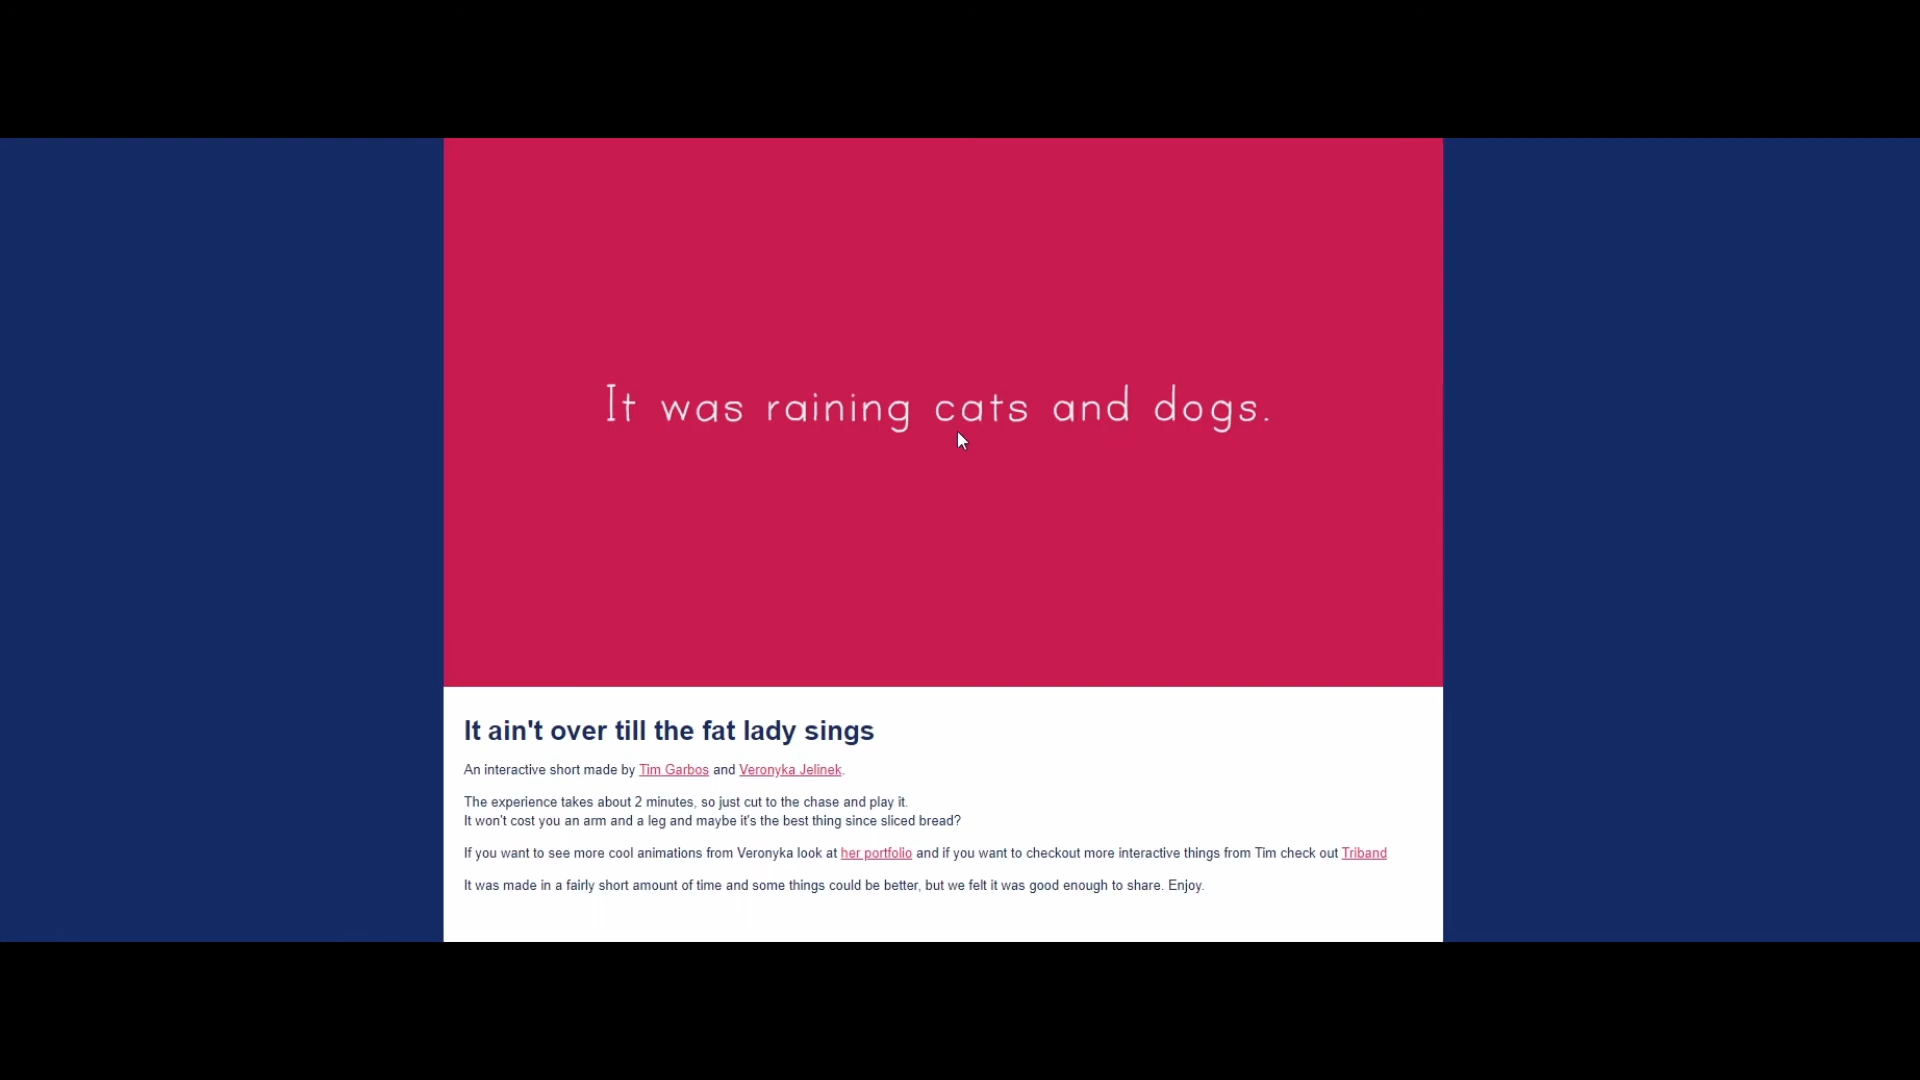 It was raining cats and dogs.
It ain't over till the fat lady sings
An interactive short made by Tim Garbos and Veronyka Jelinek.
The experience takes about 2 minutes, so just cut to the chase and play it.
It won't cost you an arm and a leg and maybe it's the best thing since sliced bread?
If you want to see more cool animations from Veronyka look at her portfolio and if you want to checkout more interactive things from Tim check out Triband
It was made in a fairly short amount of time and some things could be better, but we felt it was good enough to share. Enjoy.